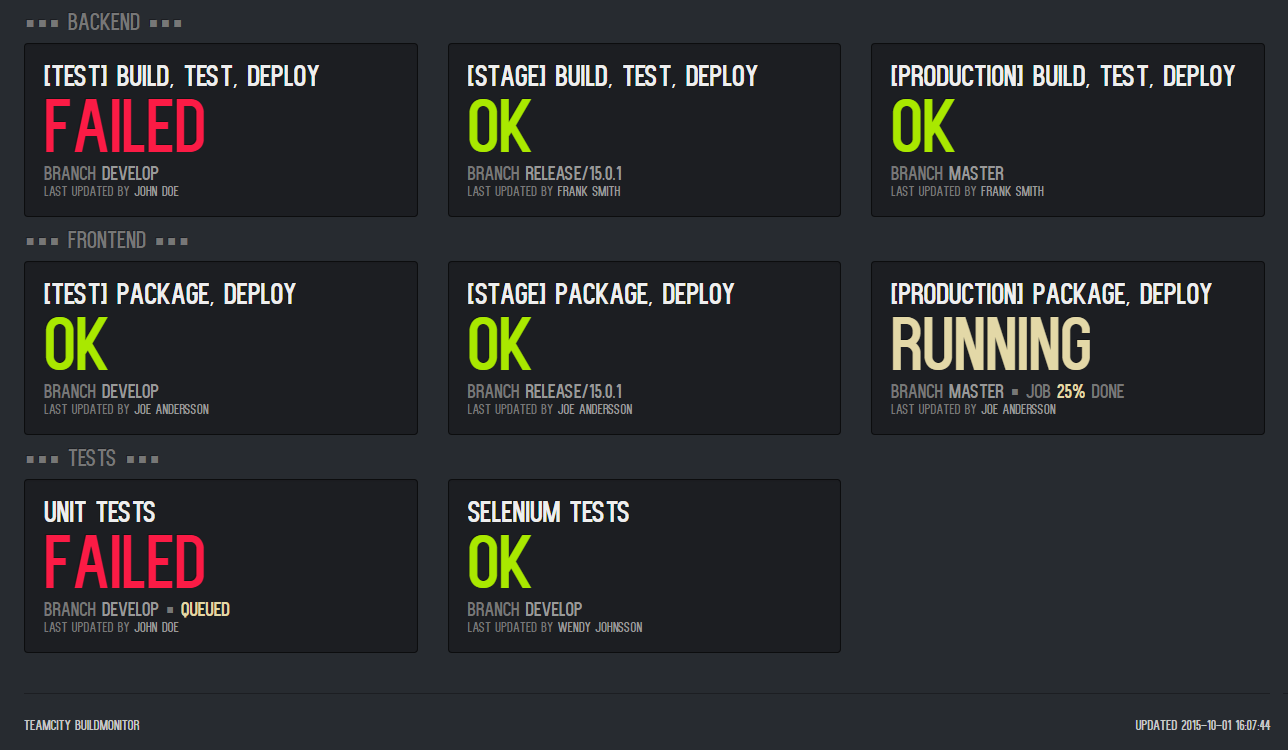 ▪▪▪ BACKEND ▪▪▪
[TEST] BUILD, TEST, DEPLOY
FAILED
BRANCH DEVELOP
LAST UPDATED BY JOHN DOE
[STAGE] BUILD, TEST, DEPLOY
OK
BRANCH RELEASE/15.0.1
LAST UPDATED BY FRANK SMITH
[PRODUCTION] BUILD, TEST, DEPLOY
OK
BRANCH MASTER
LAST UPDATED BY FRANK SMITH
▪▪▪ FRONTEND ▪▪▪
[TEST] PACKAGE, DEPLOY
OK
BRANCH DEVELOP
LAST UPDATED BY JOE ANDERSSON
[STAGE] PACKAGE, DEPLOY
OK
BRANCH RELEASE/15.0.1
LAST UPDATED BY JOE ANDERSSON
[PRODUCTION] PACKAGE, DEPLOY
RUNNING
BRANCH MASTER ▪ JOB 25% DONE
LAST UPDATED BY JOE ANDERSSON
▪▪▪ TESTS ▪▪▪
UNIT TESTS
FAILED
BRANCH DEVELOP ▪ QUEUED
LAST UPDATED BY JOHN DOE
SELENIUM TESTS
OK
BRANCH DEVELOP
LAST UPDATED BY WENDY JOHNSSON
TEAMCITY BUILDMONITOR
UPDATED 2015-10-01 16:07:44